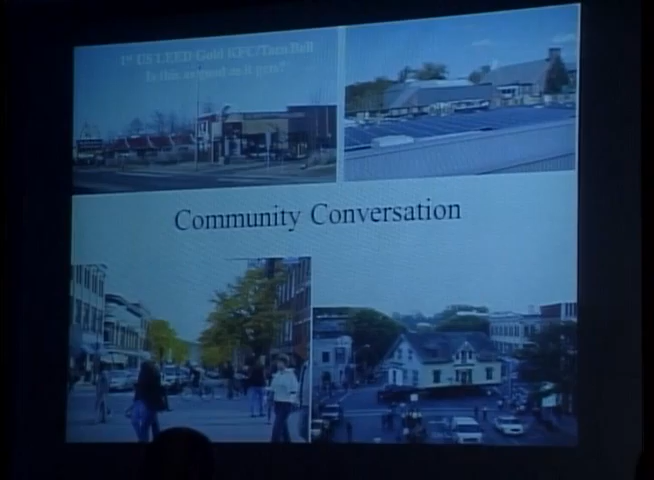 1st US LEED Gold KFC/Taco Bell
Is this as good as it gets?
Community Conversation